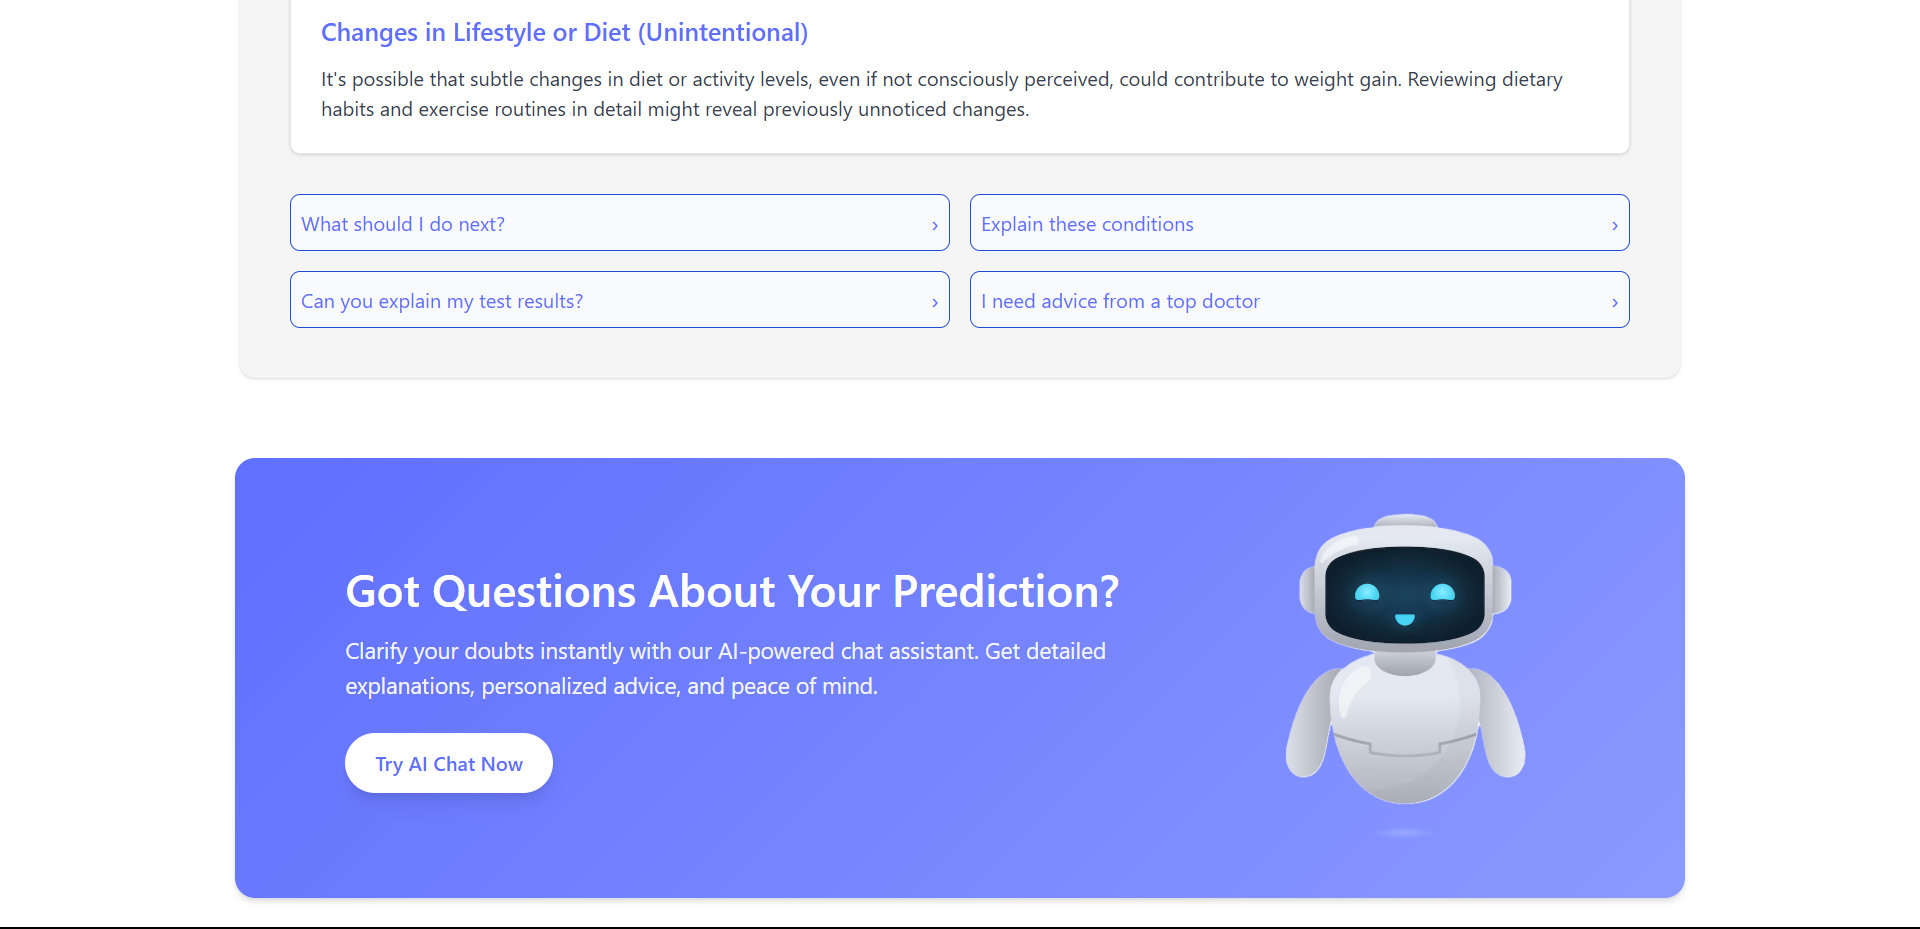 Changes in Lifestyle or Diet (Unintentional)
It's possible that subtle changes in diet or activity levels, even if not consciously perceived, could contribute to weight gain. Reviewing dietary
habits and exercise routines in detail might reveal previously unnoticed changes.
What should I do next? ›
Explain these conditions ›
Can you explain my test results? ›
I need advice from a top doctor ›
Got Questions About Your Prediction?
Clarify your doubts instantly with our AI-powered chat assistant. Get detailed
explanations, personalized advice, and peace of mind.
Try AI Chat Now